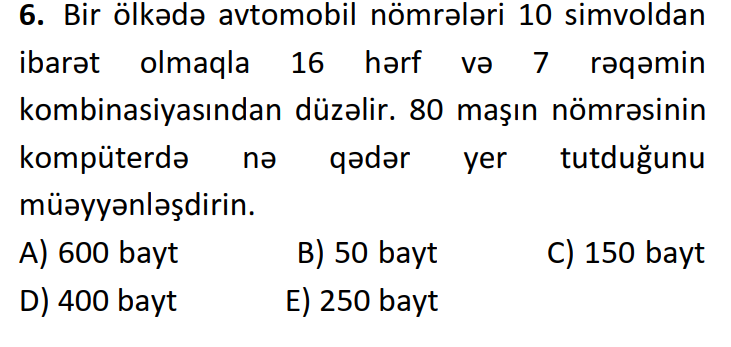 6. Bir ölkədə avtomobil nömrələri 10 simvoldan
ibarət olmaqla 16 hərf və 7 rəqəmin
kombinasiyasından düzəlir. 80 maşın nömrəsinin
kompüterdə nə qədər yer tutduğunu
müəyyənləşdirin.
A) 600 bayt B) 50 bayt C) 150 bayt
D) 400 bayt E) 250 bayt